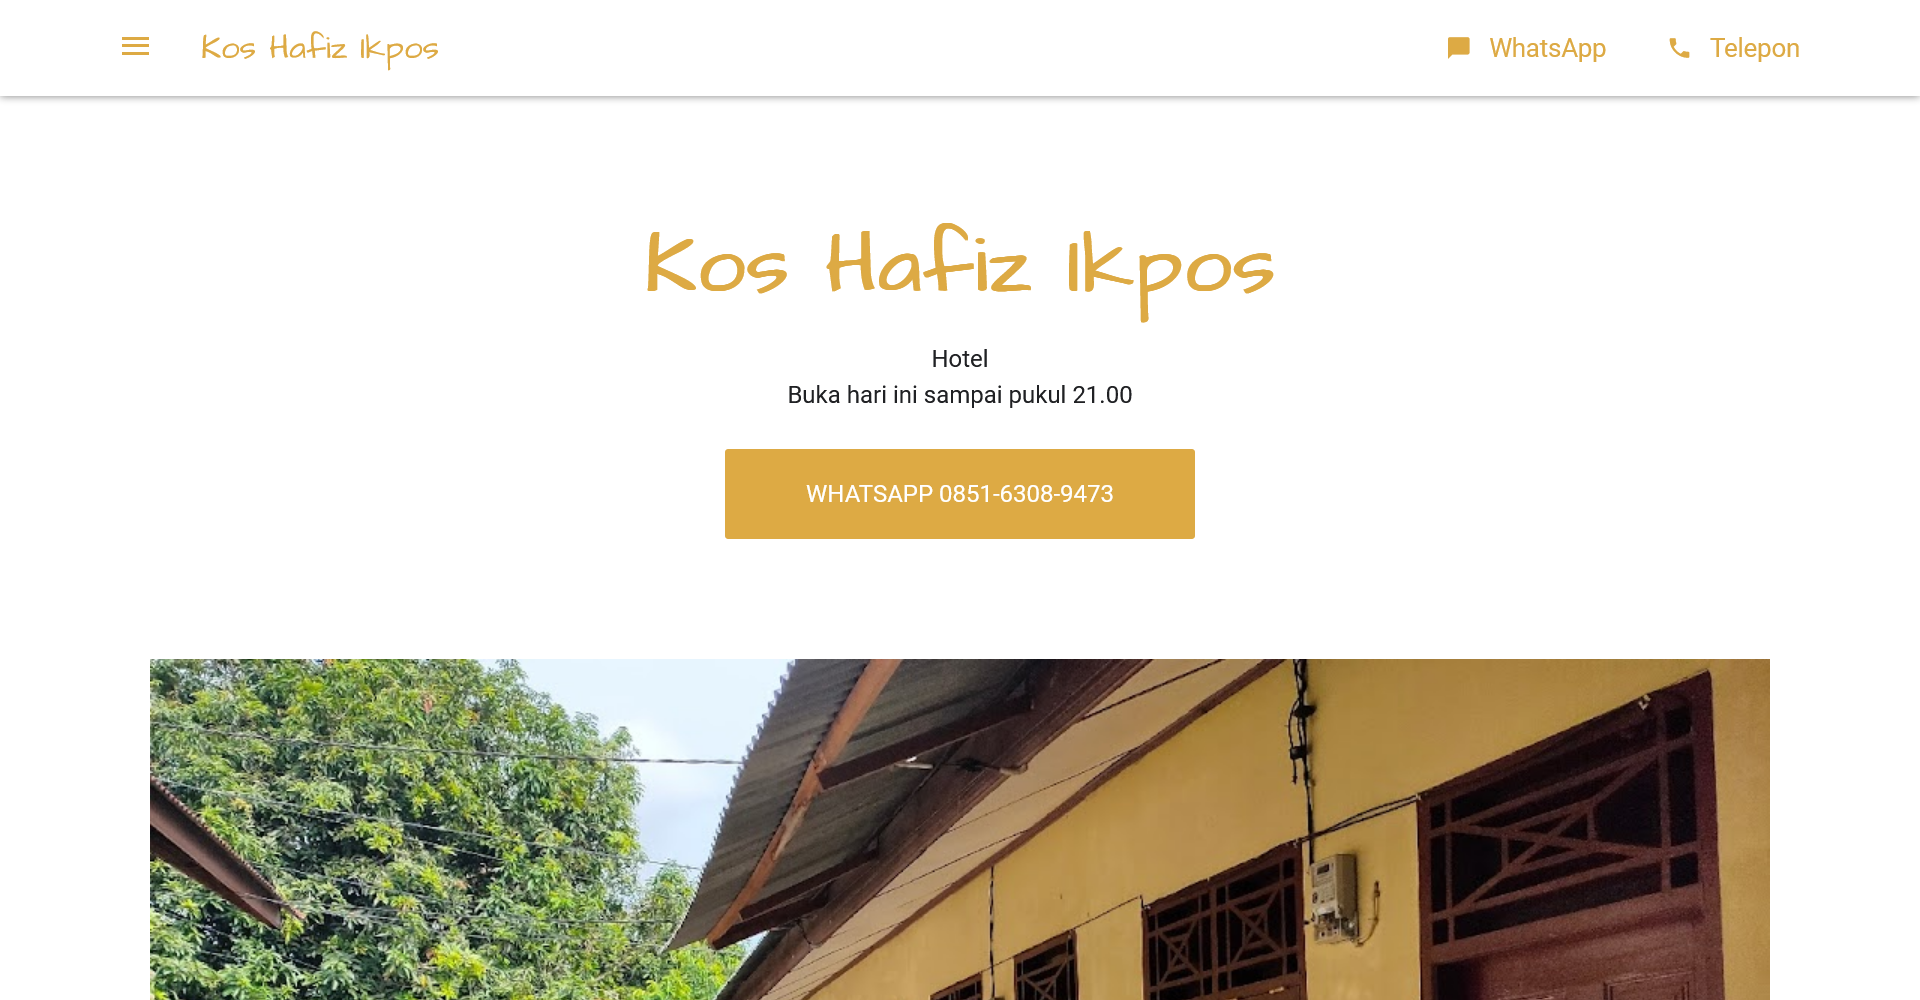 Kos Hafiz Ikpos
WhatsApp
Telepon
Kos Hafiz Ikpos
Hotel
Buka hari ini sampai pukul 21.00
WHATSAPP 0851-6308-9473